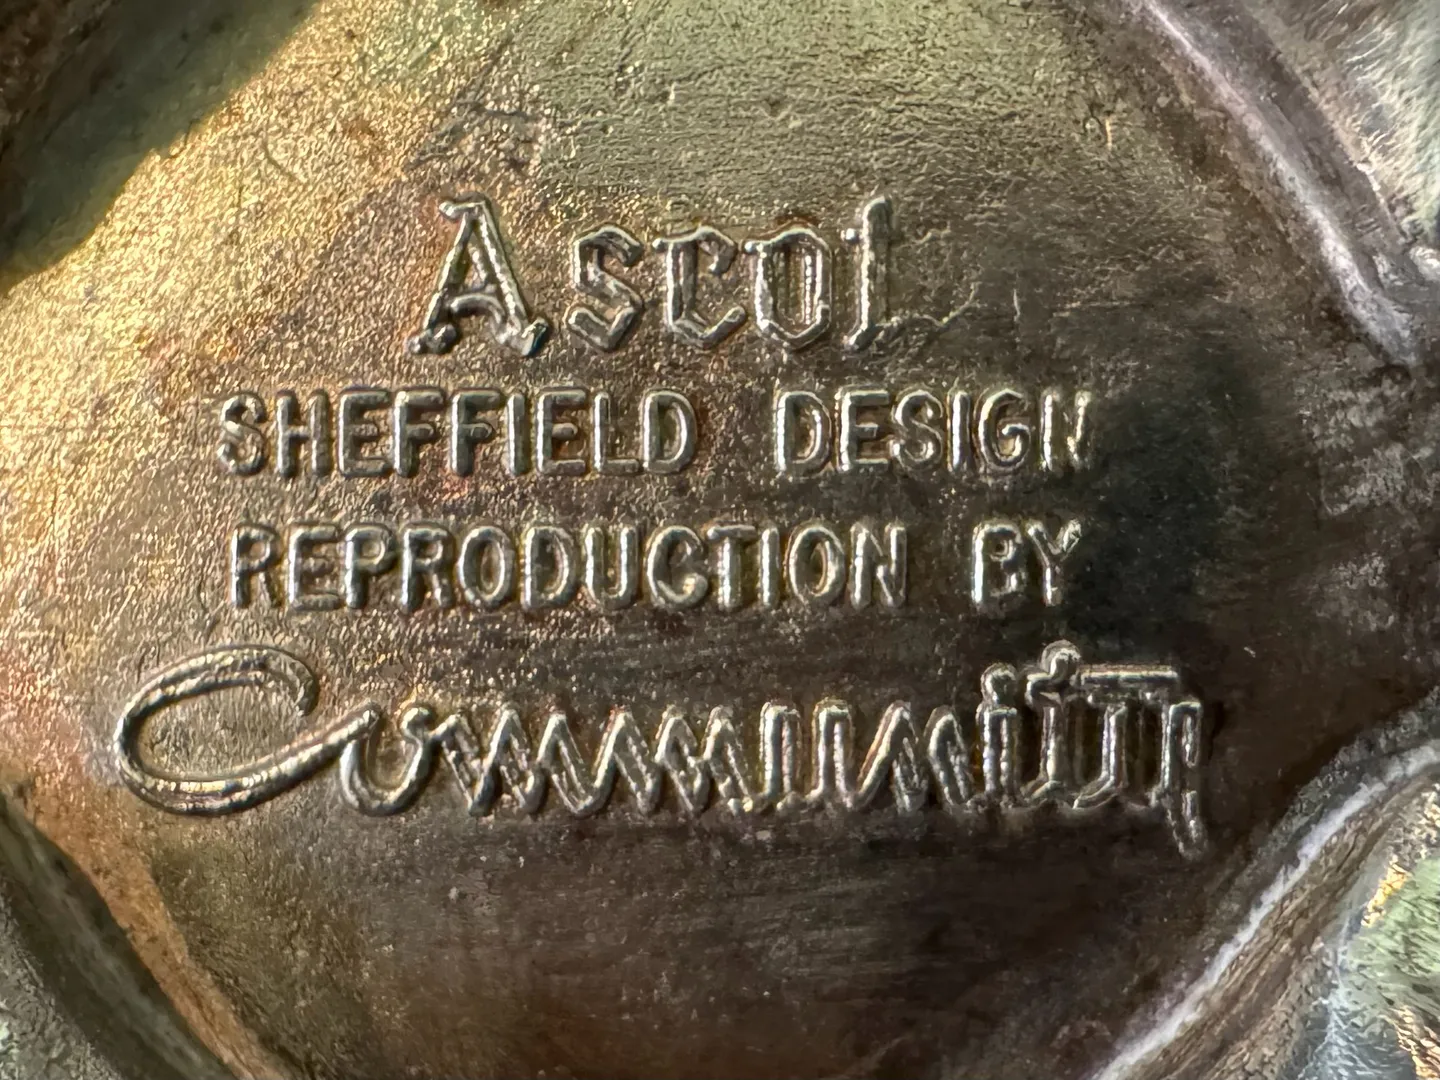 Ascot
SHEFFIELD DESIGN
REPRODUCTION BY
Community